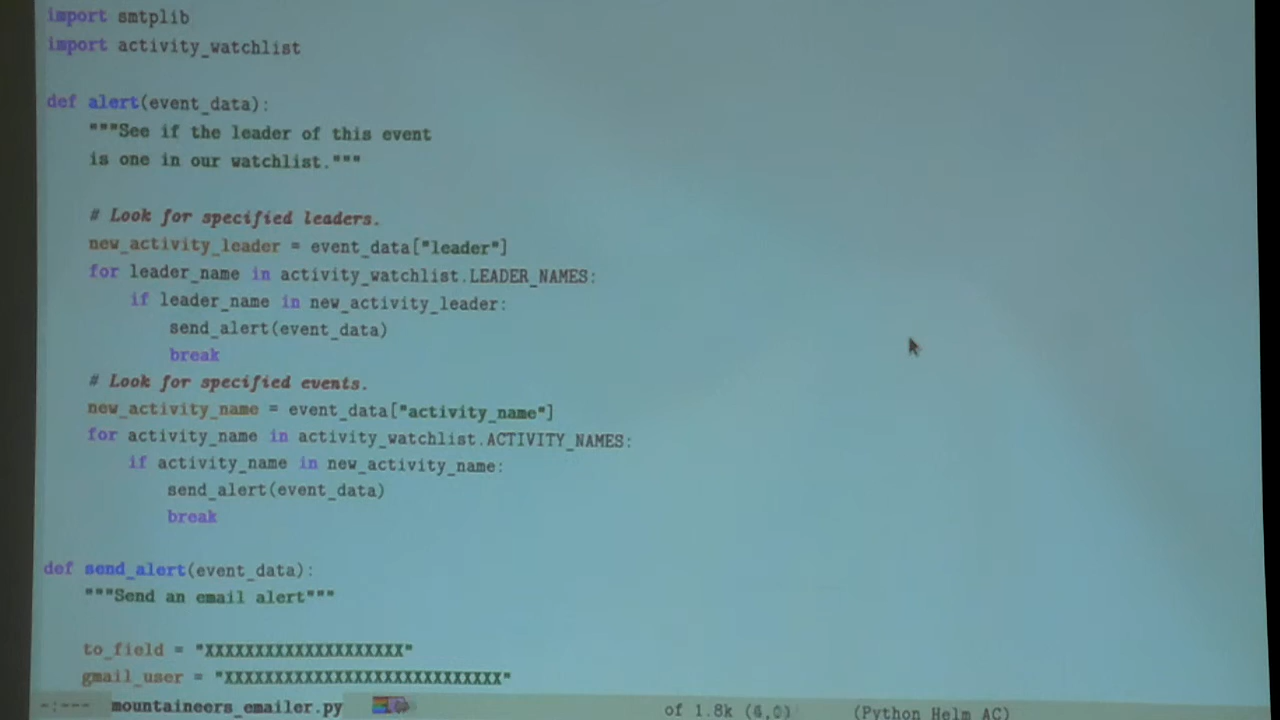 import smtplib
import activity_watchlist
def alert(event_data):
"""See if the leader of this event
is one in our watchlist."""
# Look for specified leaders.
new_activity_leader = event_data["leader"]
for leader_name in activity_watchlist.LEADER_NAMES:
if leader_name in new_activity_leader:
send_alert(event_data)
break
# Look for specified events.
new_activity_name = event_data["activity_name"]
for activity_name in activity_watchlist.ACTIVITY_NAMES:
if activity_name in new_activity_name:
send_alert(event_data)
break
def send_alert(event_data):
"""Send an email alert"""
to_field = "XXXXXXXXXXXXXXXXXXXX"
gmail_user = "XXXXXXXXXXXXXXXXXXXXXXXXXXXX"
-:--- mountaineers_emailer.py of 1.8k (6,0) (Python Helm AC)